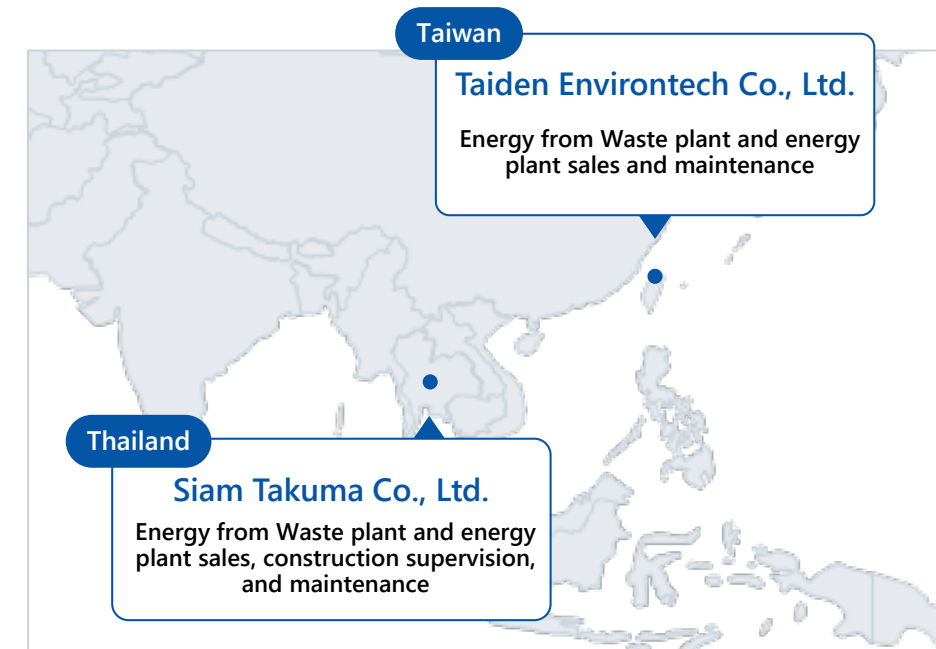 Taiwan
Taiden Environtech Co., Ltd.
Energy from Waste plant and energy
plant sales and maintenance
Thailand
Siam Takuma Co., Ltd.
Energy from Waste plant and energy
plant sales, construction supervision,
and maintenance